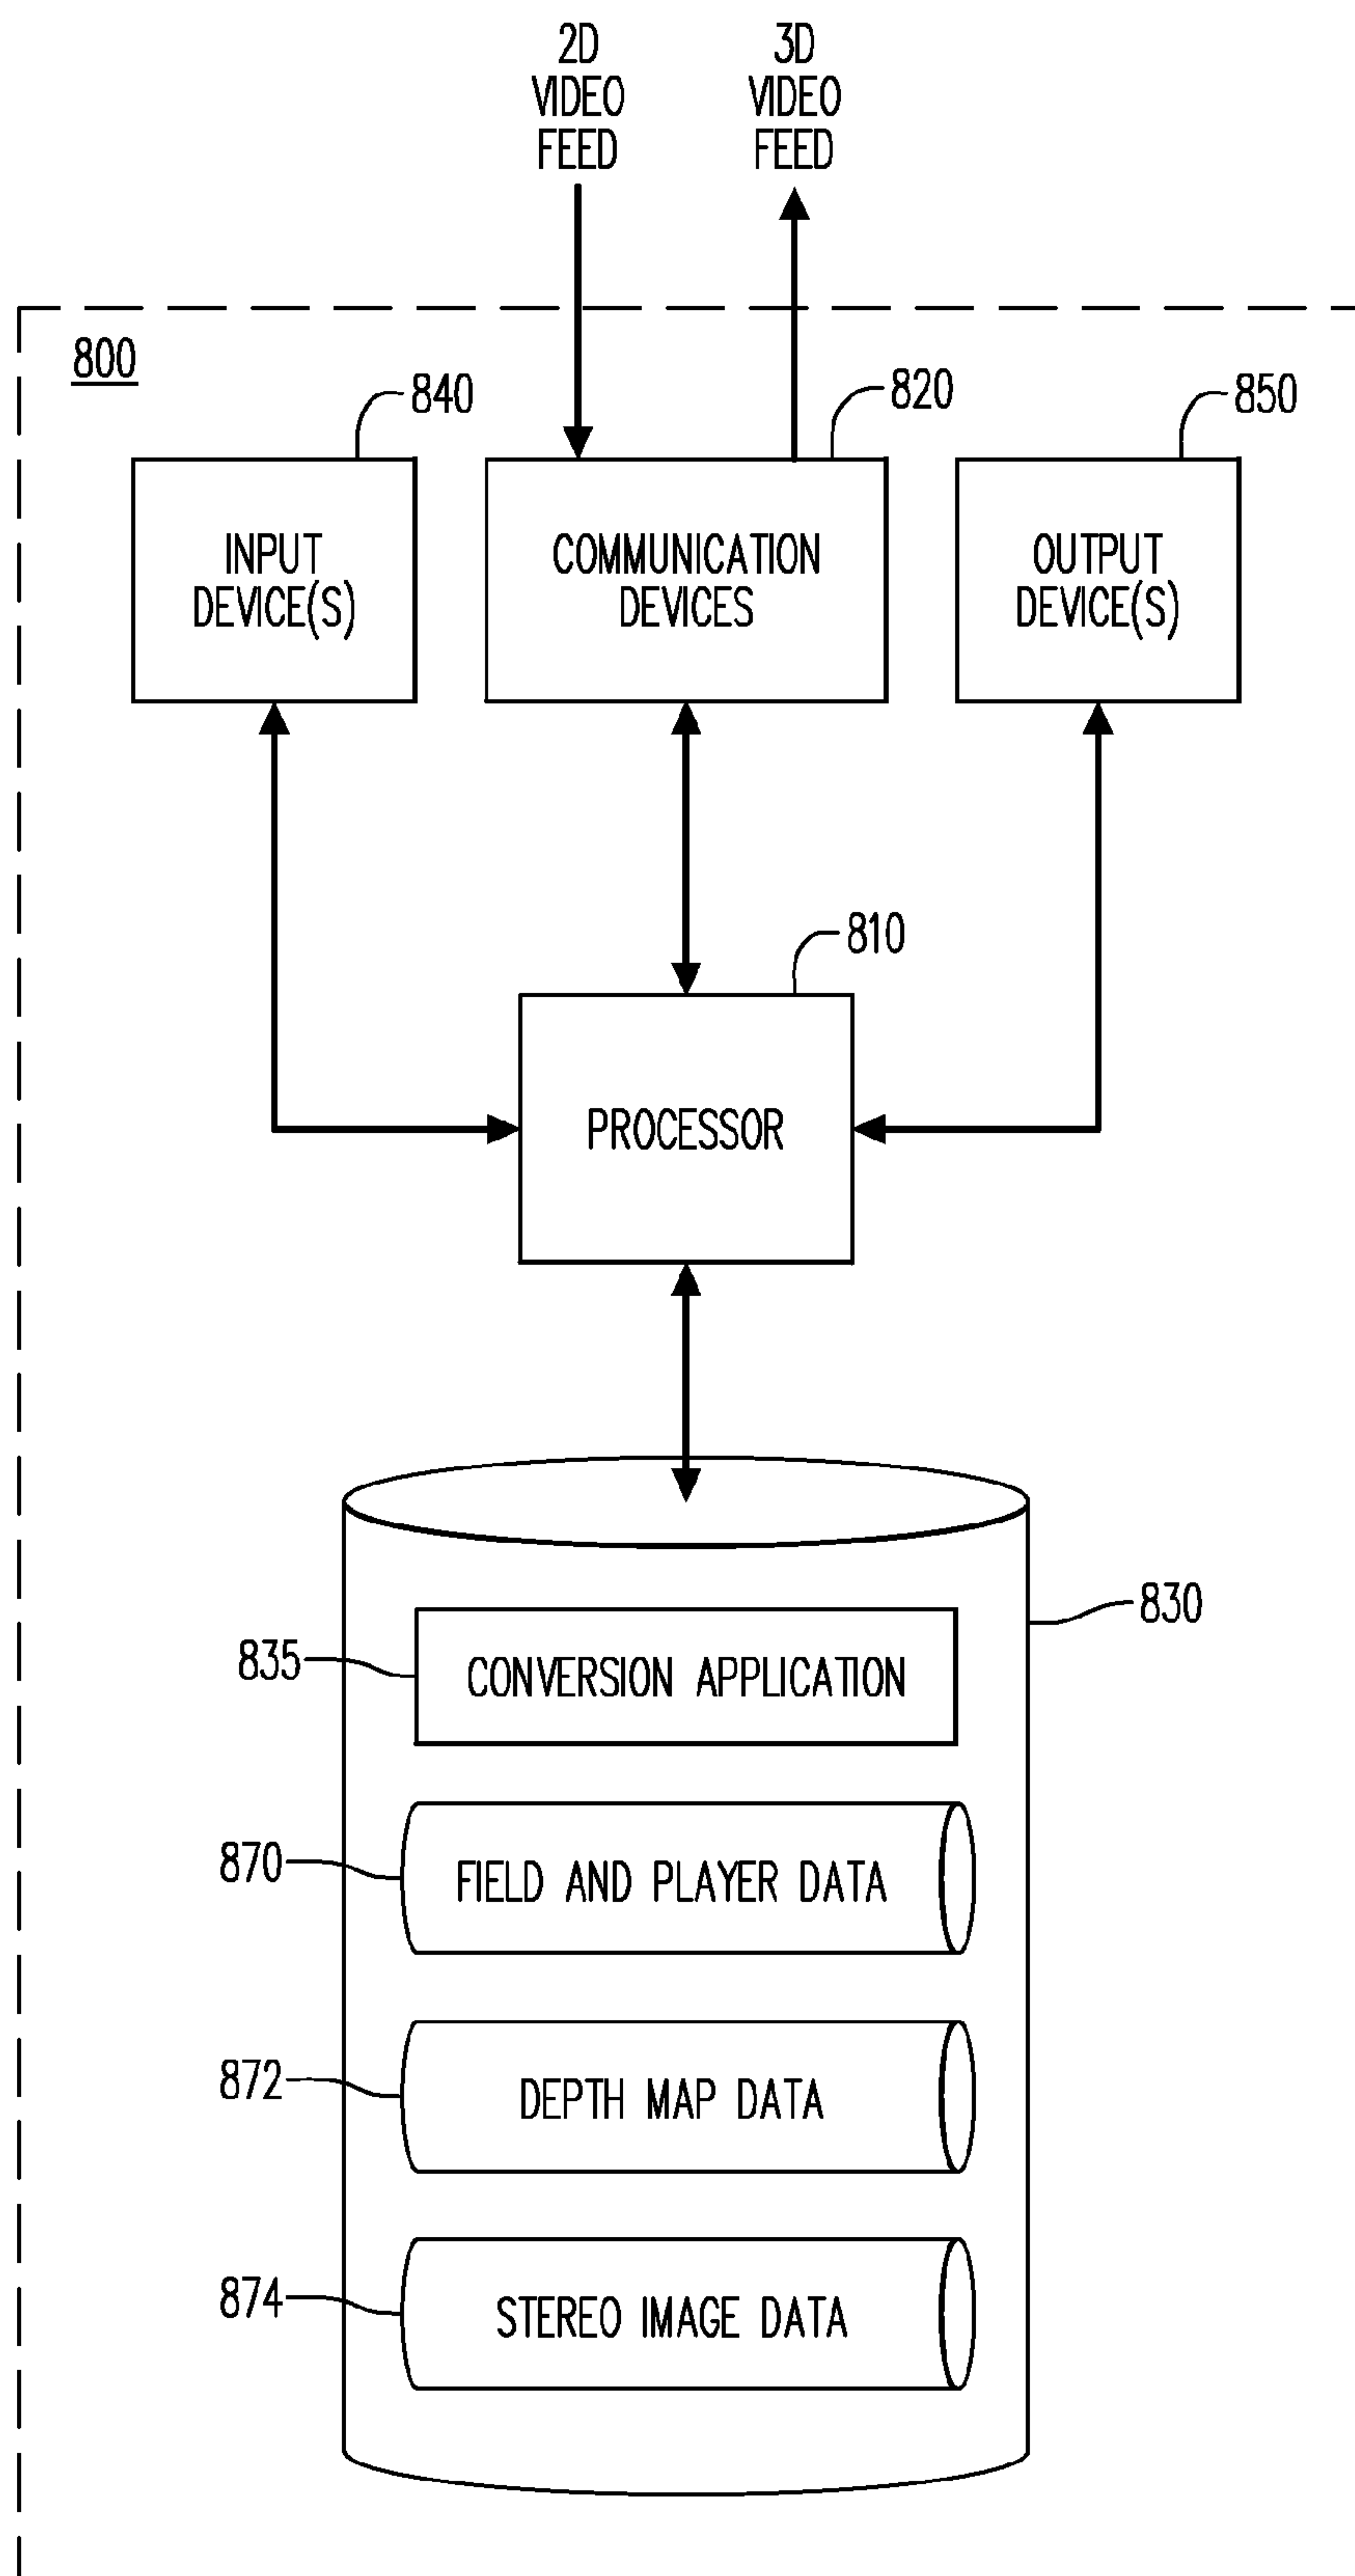 2D
VIDEO
FEED
3D
VIDEO
FEED
800
840
820
850
INPUT
DEVICE(S)
COMMUNICATION
DEVICES
OUTPUT
DEVICE(S)
810
PROCESSOR
830
835
CONVERSION APPLICATION
870
FIELD AND PLAYER DATA
872
DEPTH MAP DATA
874
STEREO IMAGE DATA